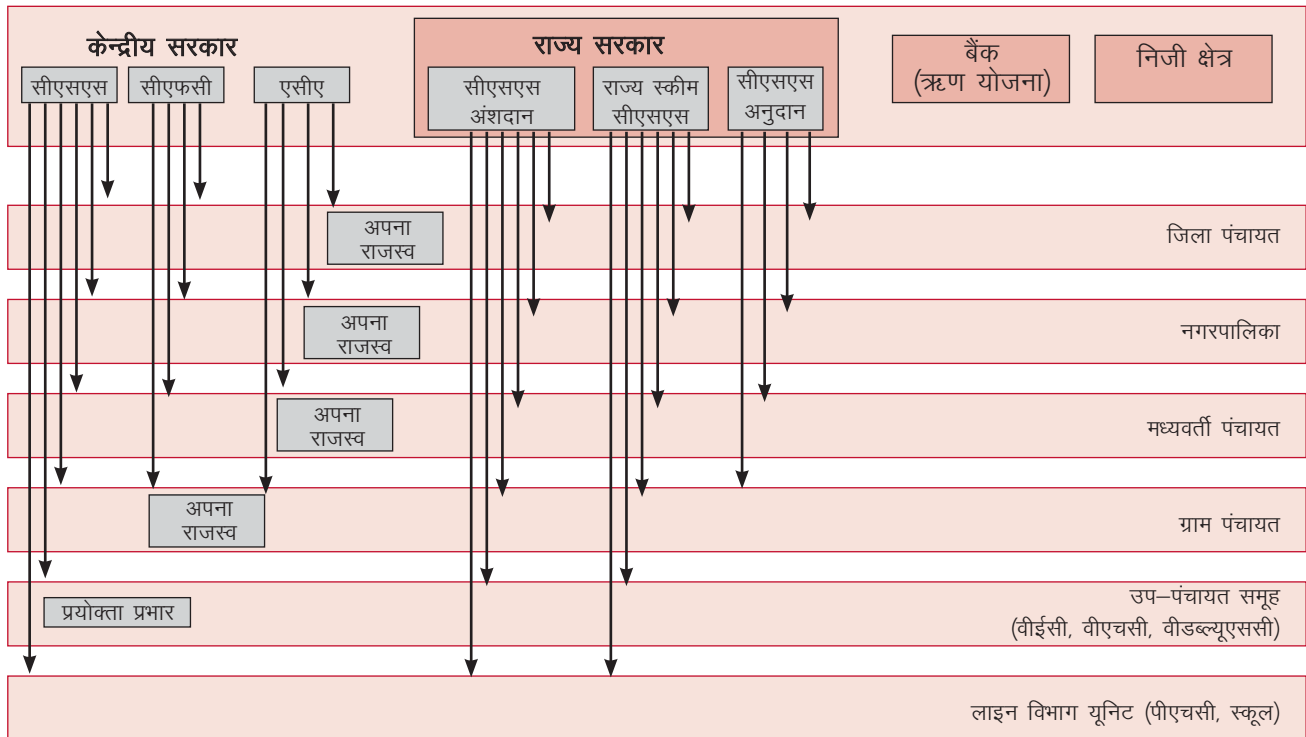 केन्द्रीय सरकार
राज्य सरकार
बैंक
(ऋण योजना)
निजी क्षेत्र
सीएसएस
सीएफसी
एसीए
सीएसएस
अंशदान
राज्य स्कीम
सीएसएस
सीएसएस
अनुदान
अपना
राजस्व
जिला पंचायत
अपना
राजस्व
नगरपालिका
अपना
राजस्व
मध्यवर्ती पंचायत
अपना
राजस्व
ग्राम पंचायत
प्रयोक्ता प्रभार
उप–पंचायत समूह
(वीईसी, वीएचसी, वीडब्ल्यूएससी)
लाइन विभाग यूनिट (पीएचसी, स्कूल)